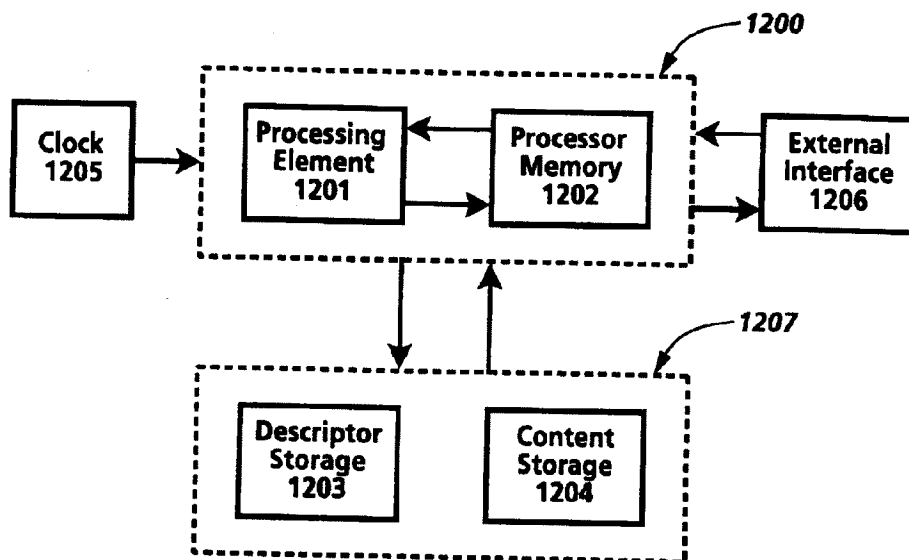 1200
Clock
1205
Processing
Element
1201
Processor
Memory
1202
External
Interface
1206
1207
Descriptor
Storage
1203
Content
Storage
1204